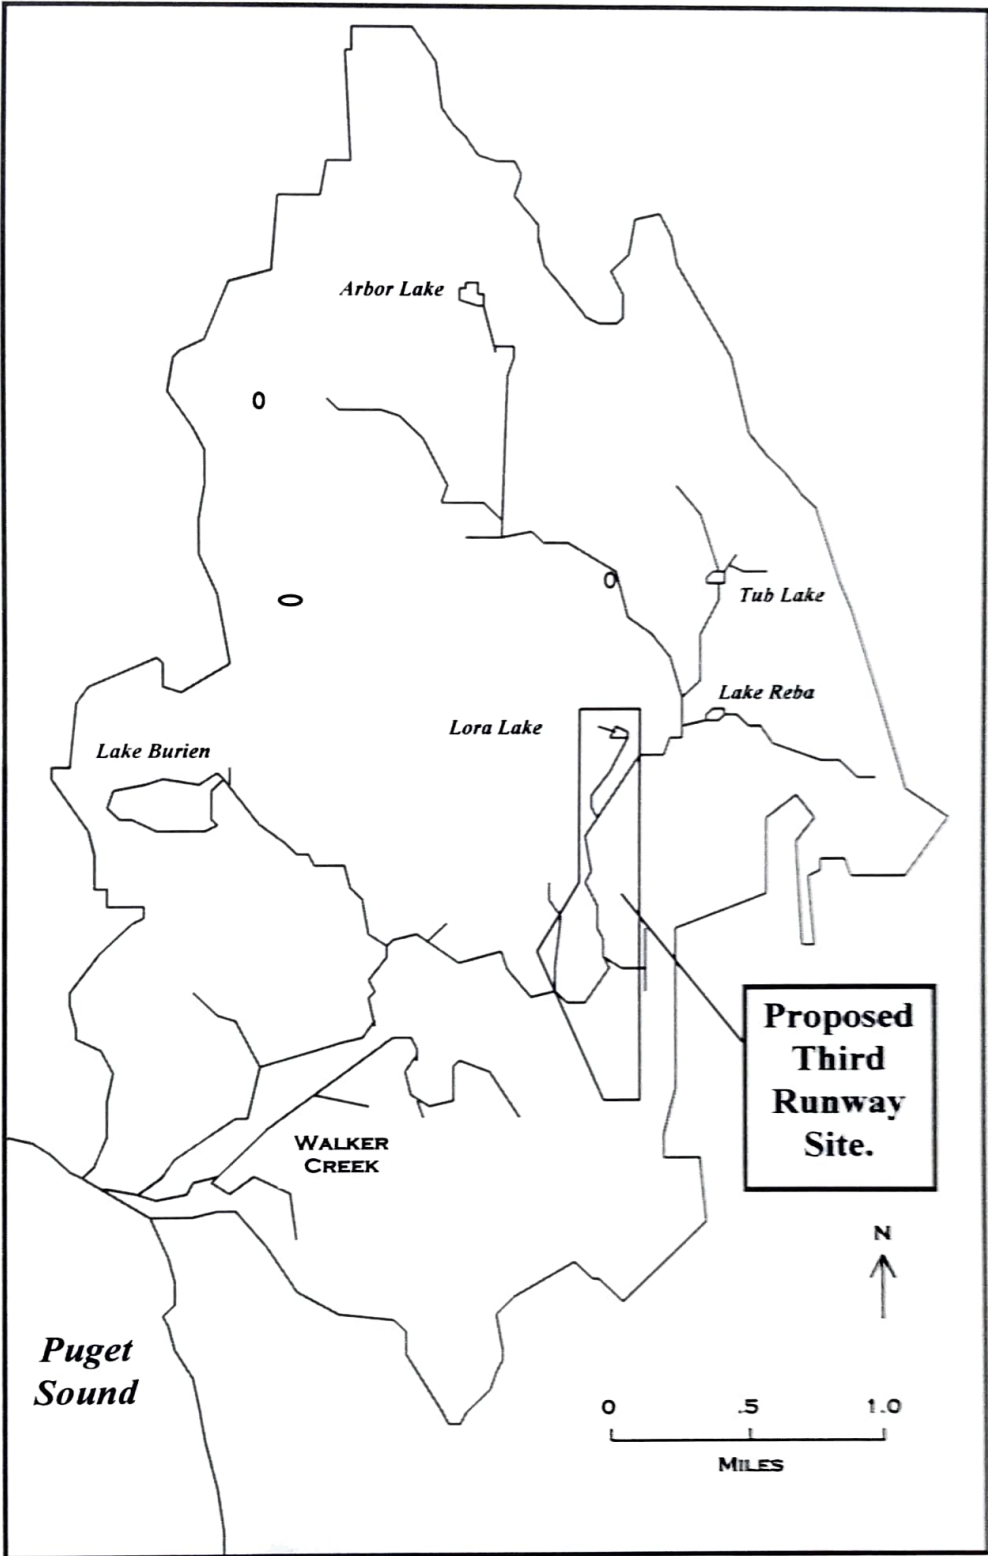 Arbor Lake
Tub Lake
Lake Reba
Lora Lake
Lake Burien
Proposed
Third
Runway
Site.
WALKER
CREEK
N
Puget
Sound
0 .5 1.0
MILES